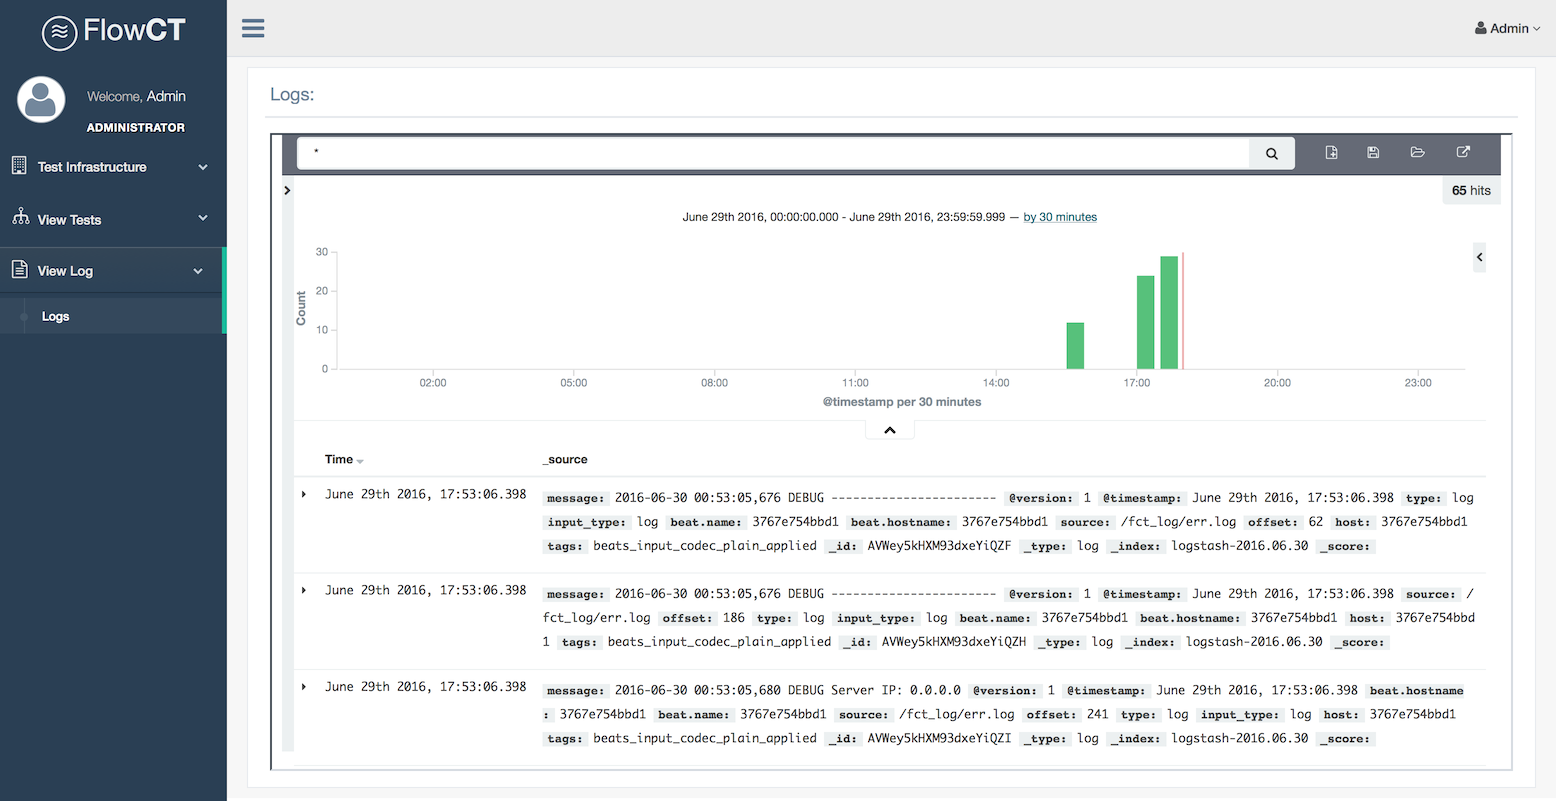 FlowCT
Admin
Welcome, Admin
ADMINISTRATOR
Test Infrastructure
View Tests
View Log
Logs
Logs:
*
65 hits
June 29th 2016, 00:00:00.000 - June 29th 2016, 23:59:59.999 — by 30 minutes
Count
30
20
10
0
02:00 05:00 08:00 11:00 14:00 17:00 20:00 23:00
@timestamp per 30 minutes
Time _source
June 29th 2016, 17:53:06.398 message: 2016-06-30 00:53:05,676 DEBUG ----------------------- @version: 1 @timestamp: June 29th 2016, 17:53:06.398 type: log
input_type: log beat.name: 3767e754bbd1 beat.hostname: 3767e754bbd1 source: /fct_log/err.log offset: 62 host: 3767e754bbd1
tags: beats_input_codec_plain_applied _id: AVWey5kHXM93dxeYiQZF _type: log _index: logstash-2016.06.30 _score:
June 29th 2016, 17:53:06.398 message: 2016-06-30 00:53:05,676 DEBUG ----------------------- @version: 1 @timestamp: June 29th 2016, 17:53:06.398 source: /
fct_log/err.log offset: 186 type: log input_type: log beat.name: 3767e754bbd1 beat.hostname: 3767e754bbd1 host: 3767e754bbd
1 tags: beats_input_codec_plain_applied _id: AVWey5kHXM93dxeYiQZH _type: log _index: logstash-2016.06.30 _score:
June 29th 2016, 17:53:06.398 message: 2016-06-30 00:53:05,680 DEBUG Server IP: 0.0.0.0 @version: 1 @timestamp: June 29th 2016, 17:53:06.398 beat.hostname
: 3767e754bbd1 beat.name: 3767e754bbd1 source: /fct_log/err.log offset: 241 type: log input_type: log host: 3767e754bbd1
tags: beats_input_codec_plain_applied _id: AVWey5kHXM93dxeYiQZI _type: log _index: logstash-2016.06.30 _score: